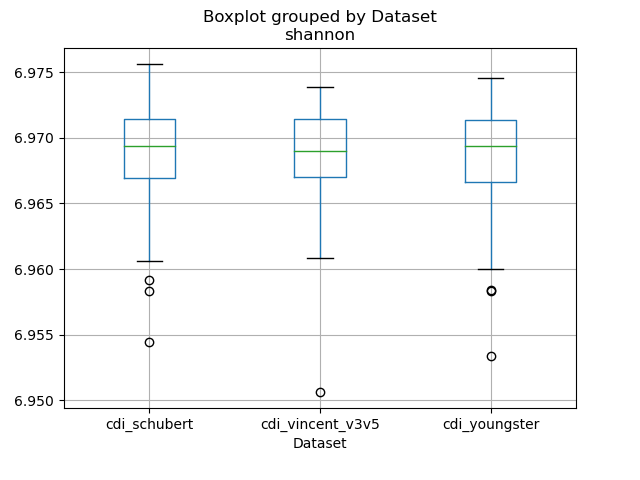 Boxplot grouped by Dataset
shannon
6.975
6.970
6.965
6.960
6.955
6.950
cdi_schubert cdi_vincent_v3v5 cdi_youngster
Dataset